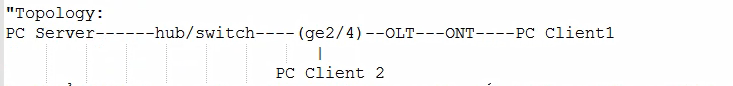 "Topology:
PC Server------hub/switch----(ge2/4)--OLT---ONT----PC Client1
|
PC Client 2